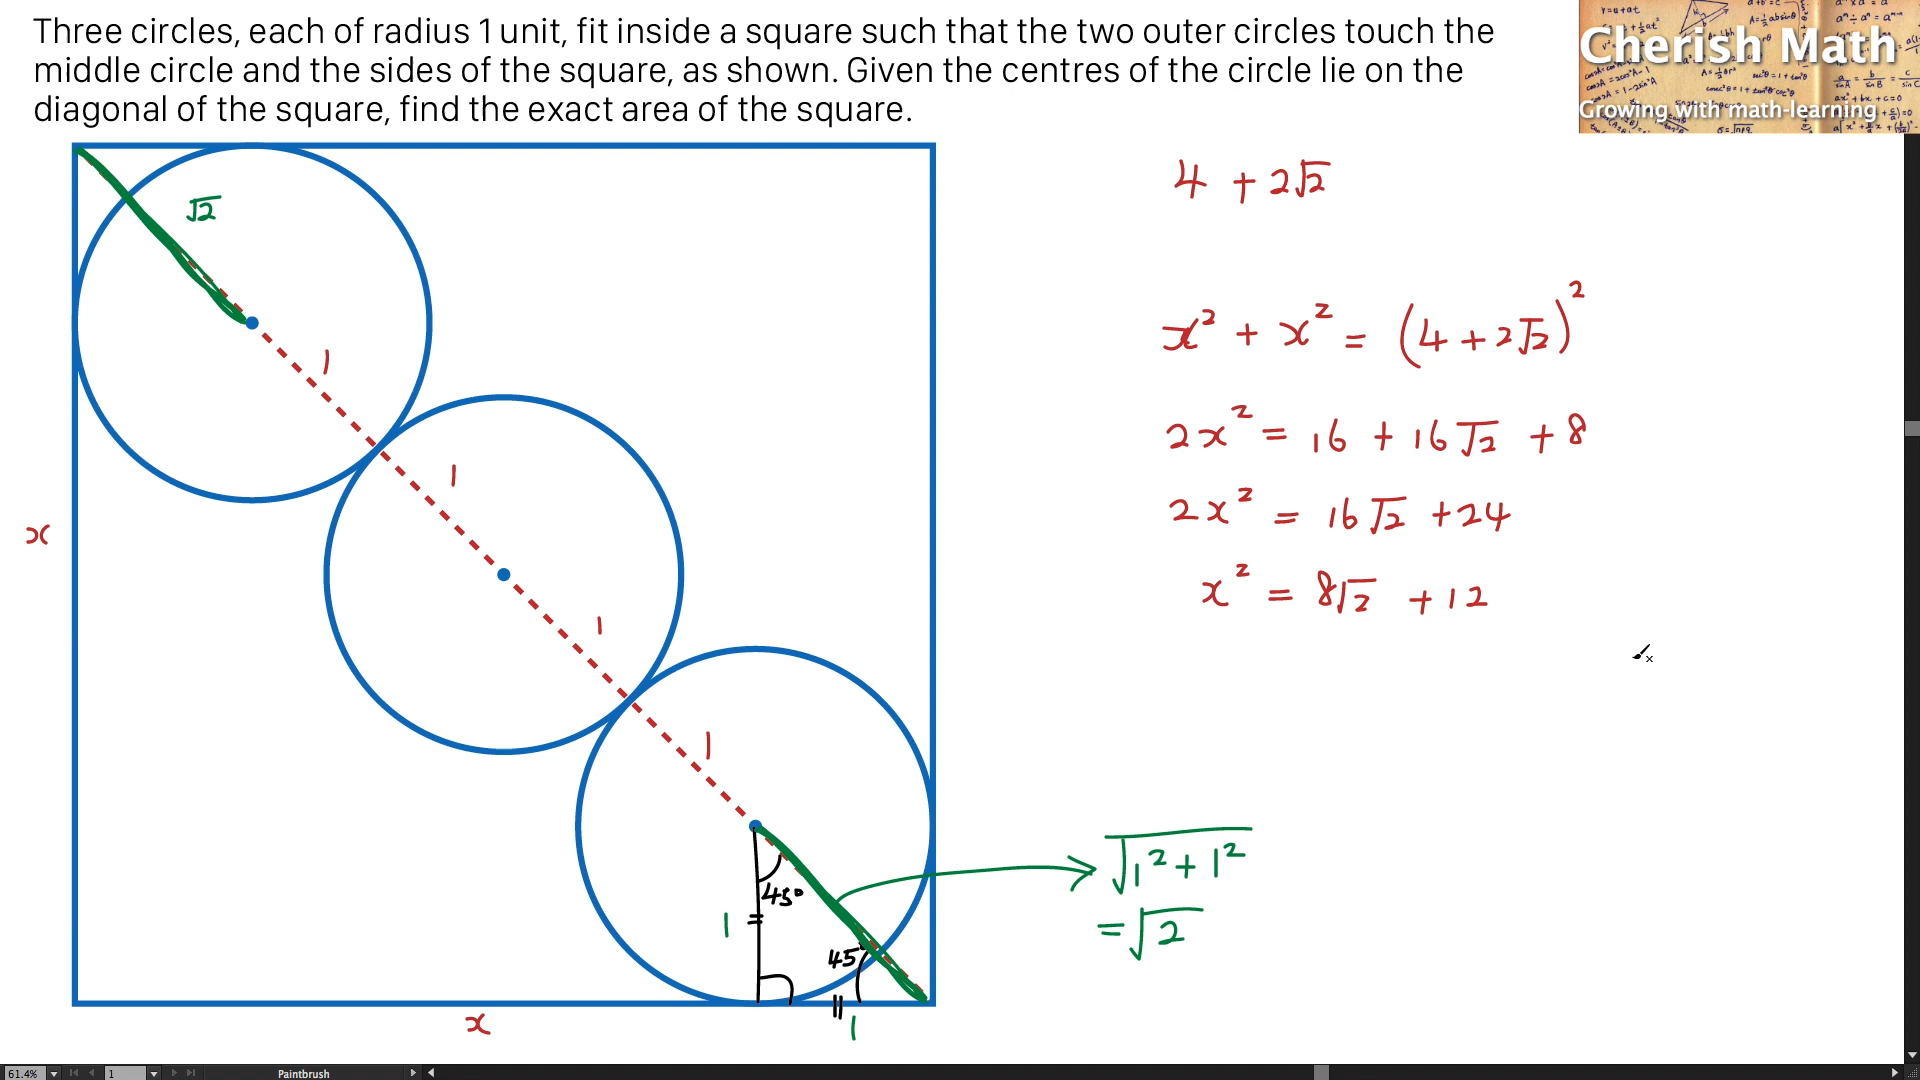 Three circles, each of radius 1 unit, fit inside a square such that the two outer circles touch the
middle circle and the sides of the square, as shown. Given the centres of the circle lie on the
diagonal of the square, find the exact area of the square.
Cherish Math
Growing with math-learning
√2
1
1
1
1
x
x
45°
45°
1
1
4 + 2√2
x² + x² = (4 + 2√2)²
2x² = 16 + 16√2 + 8
2x² = 16√2 + 24
x² = 8√2 + 12
√1² + 1²
= √2
61.4%
1
Paintbrush